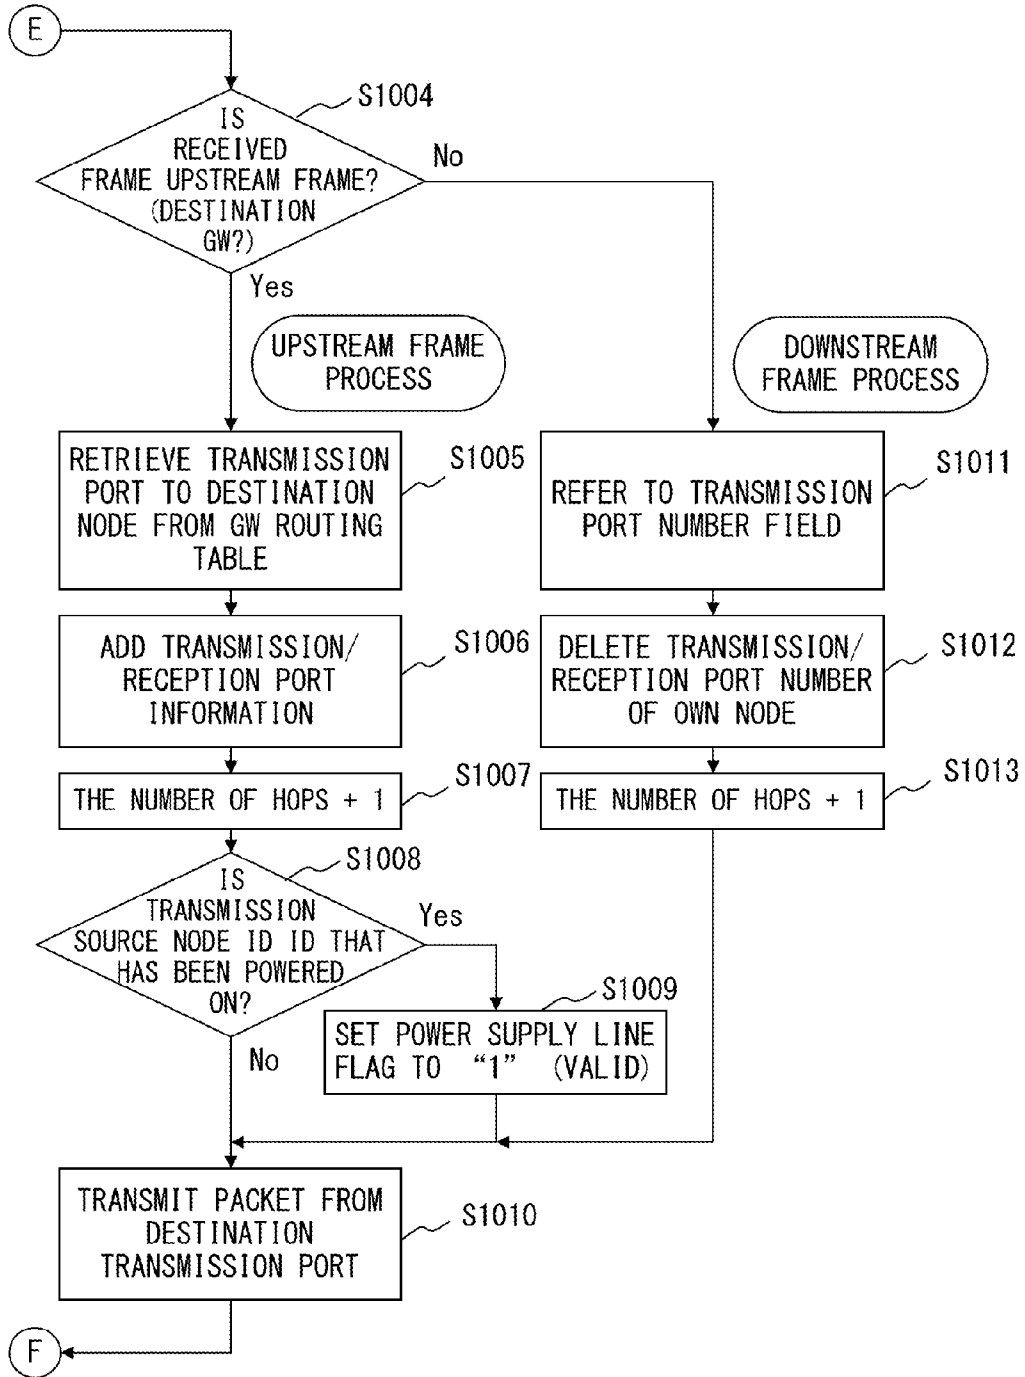 E
S1004
IS
RECEIVED
FRAME UPSTREAM FRAME?
(DESTINATION
GW?)
No
Yes
UPSTREAM FRAME
PROCESS
DOWNSTREAM
FRAME PROCESS
RETRIEVE TRANSMISSION
PORT TO DESTINATION
NODE FROM GW ROUTING
TABLE
S1005
REFER TO TRANSMISSION
PORT NUMBER FIELD
S1011
ADD TRANSMISSION/
RECEPTION PORT
INFORMATION
S1006
DELETE TRANSMISSION/
RECEPTION PORT NUMBER
OF OWN NODE
S1012
THE NUMBER OF HOPS + 1
S1007
THE NUMBER OF HOPS + 1
S1013
S1008
IS
TRANSMISSION
SOURCE NODE ID ID THAT
HAS BEEN POWERED
ON?
Yes
No
S1009
SET POWER SUPPLY LINE
FLAG TO “1” (VALID)
TRANSMIT PACKET FROM
DESTINATION
TRANSMISSION PORT
S1010
F